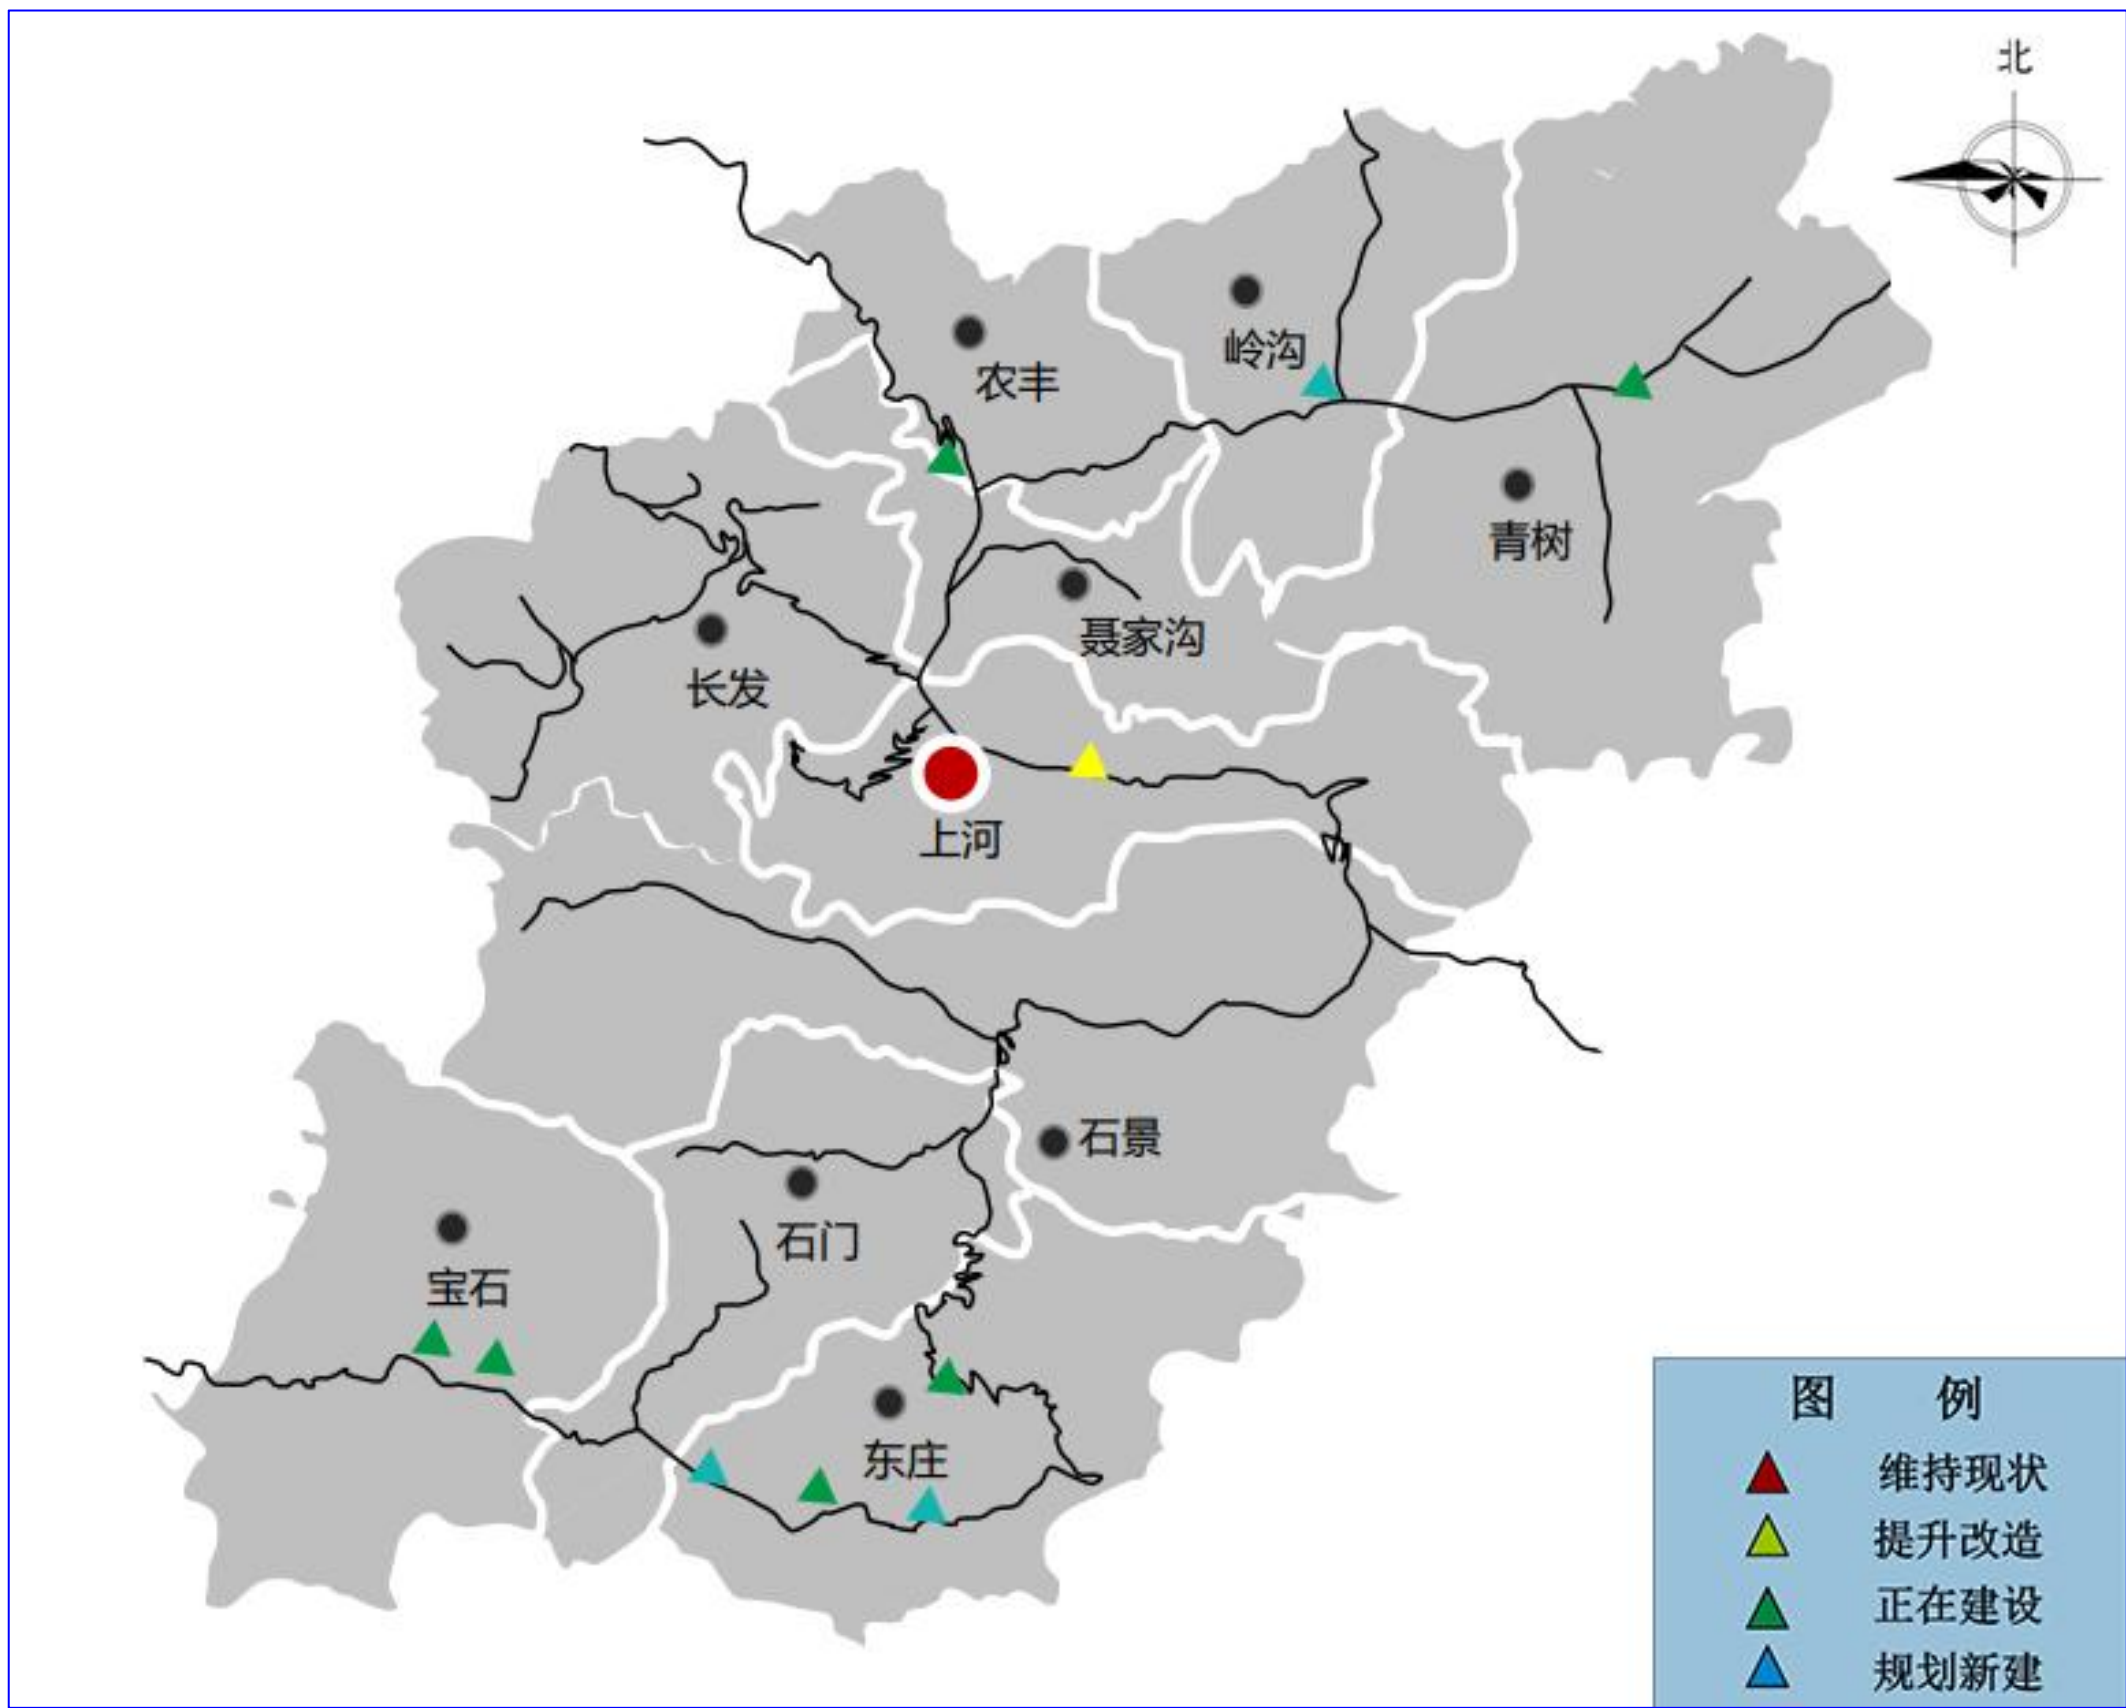 北
岭沟
农丰
青树
聂家沟
长发
上河
石景
石门
宝石
东庄
图 例
维持现状
提升改造
正在建设
规划新建